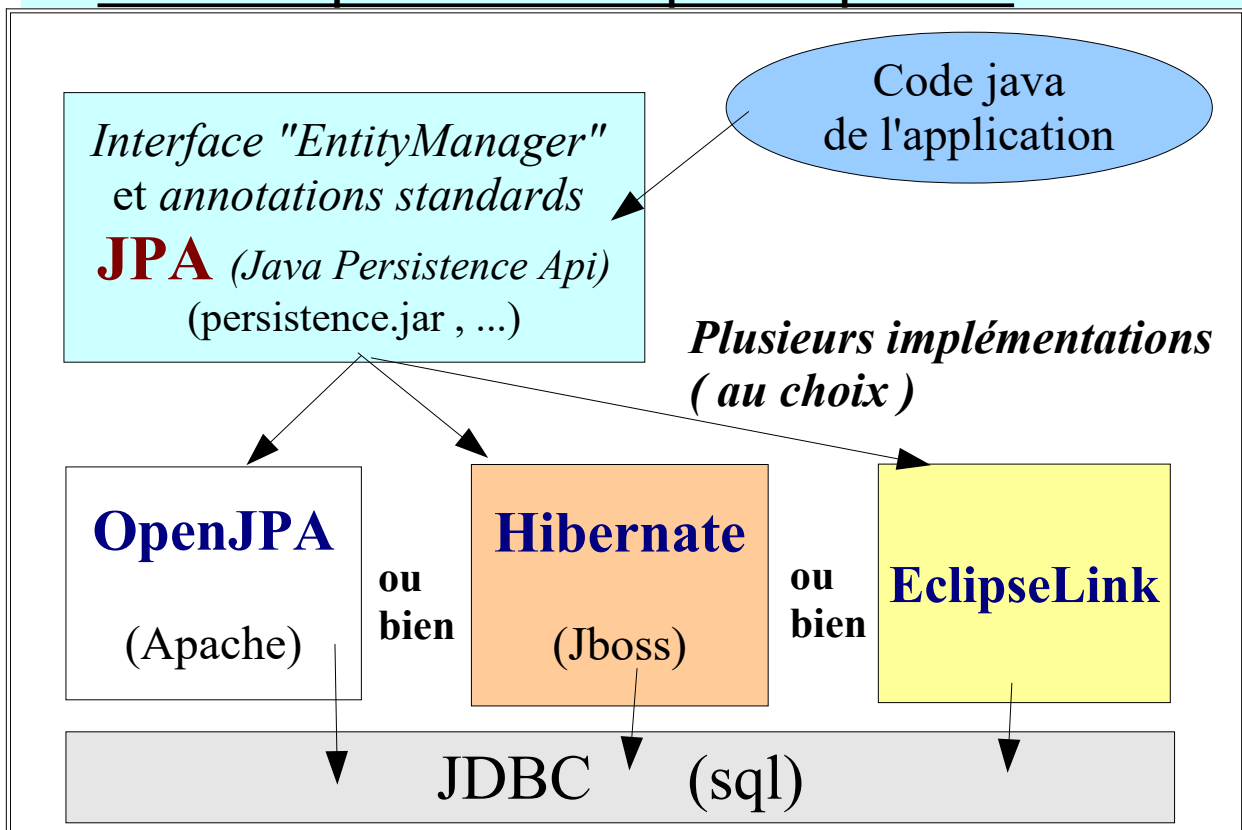 Code java
de l'application
Interface "EntityManager"
et annotations standards
JPA (Java Persistence Api)
(persistence.jar , ...)
Plusieurs implémentations
( au choix )
OpenJPA
(Apache)
ou
bien
Hibernate
(Jboss)
ou
bien
EclipseLink
JDBC (sql)